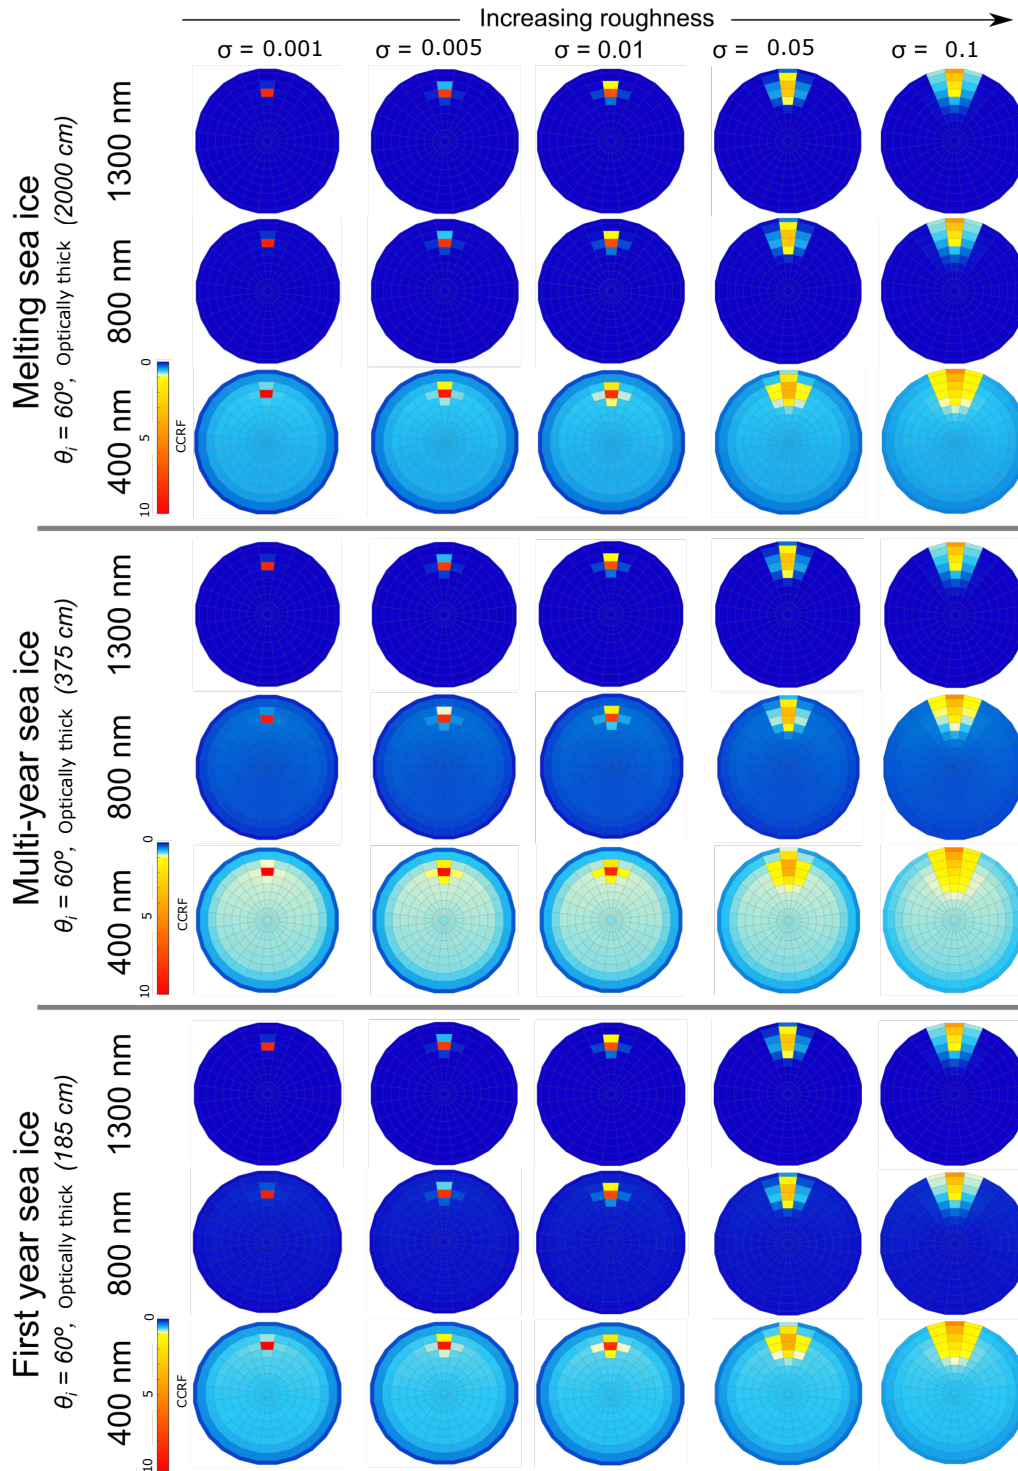 Increasing roughness
σ = 0.001
σ = 0.005
σ = 0.01
σ = 0.05
σ = 0.1
Melting sea ice
θi = 60º, Optically thick (2000 cm)
1300 nm
800 nm
400 nm
0
5
10
CCRF
Multi-year sea ice
θi = 60º, Optically thick (375 cm)
1300 nm
800 nm
400 nm
0
5
10
CCRF
First year sea ice
θi = 60º, Optically thick (185 cm)
1300 nm
800 nm
400 nm
0
5
10
CCRF